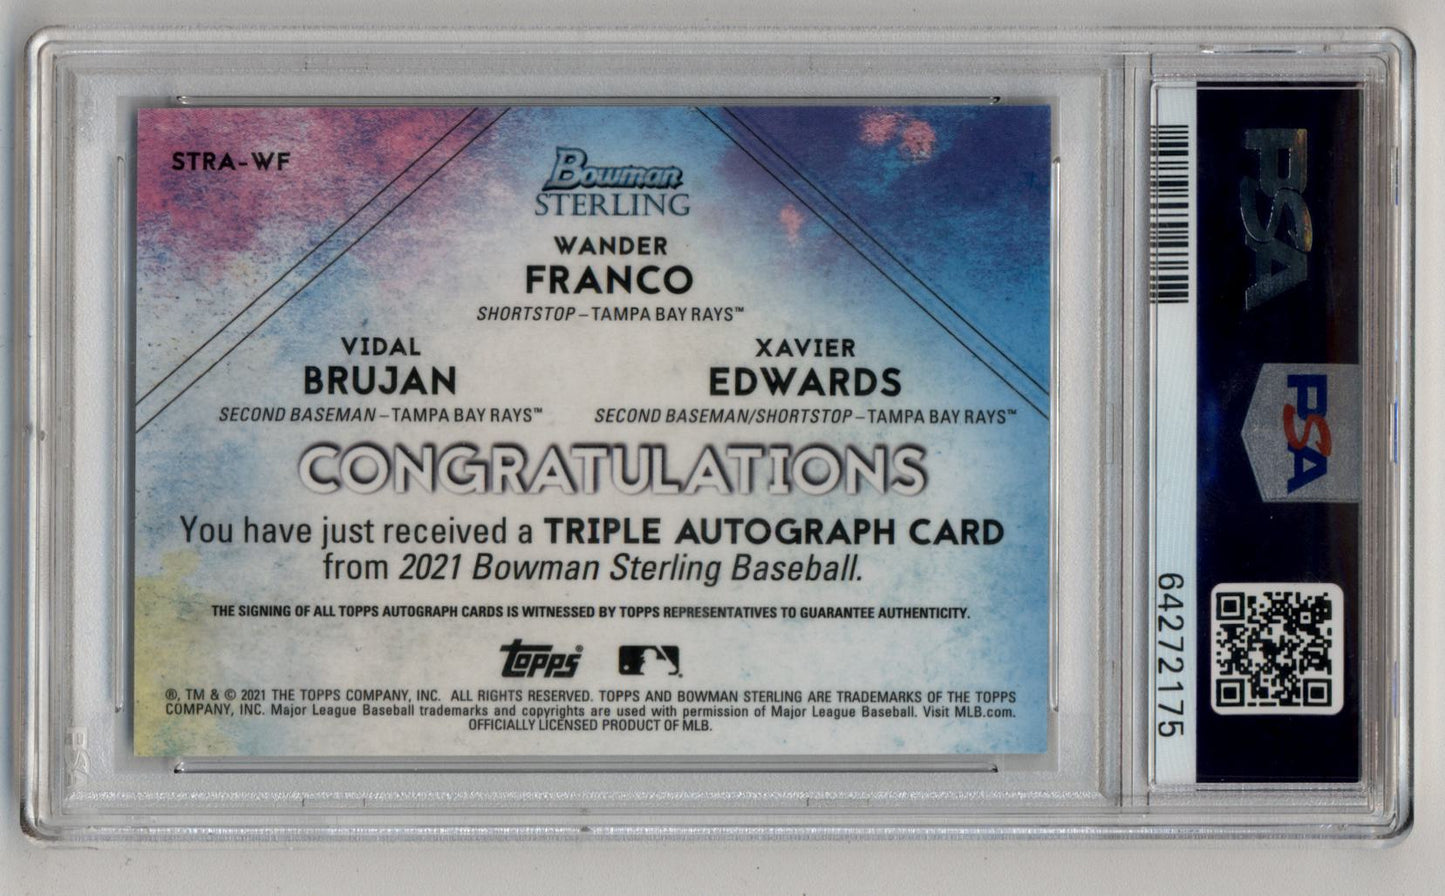 STRA-WF
Bowman
STERLING
WANDER
FRANCO
SHORTSTOP – TAMPA BAY RAYS™
VIDAL
BRUJAN
SECOND BASEMAN – TAMPA BAY RAYS™
XAVIER
EDWARDS
SECOND BASEMAN/SHORTSTOP – TAMPA BAY RAYS™
CONGRATULATIONS
You have just received a TRIPLE AUTOGRAPH CARD
from 2021 Bowman Sterling Baseball.
THE SIGNING OF ALL TOPPS AUTOGRAPH CARDS IS WITNESSED BY TOPPS REPRESENTATIVES TO GUARANTEE AUTHENTICITY.
Topps®
®, TM & © 2021 THE TOPPS COMPANY, INC. ALL RIGHTS RESERVED. TOPPS AND BOWMAN STERLING ARE TRADEMARKS OF THE TOPPS
COMPANY, INC. Major League Baseball trademarks and copyrights are used with permission of Major League Baseball. Visit MLB.com.
OFFICIALLY LICENSED PRODUCT OF MLB.
PSA
PSA
64272175
PSA